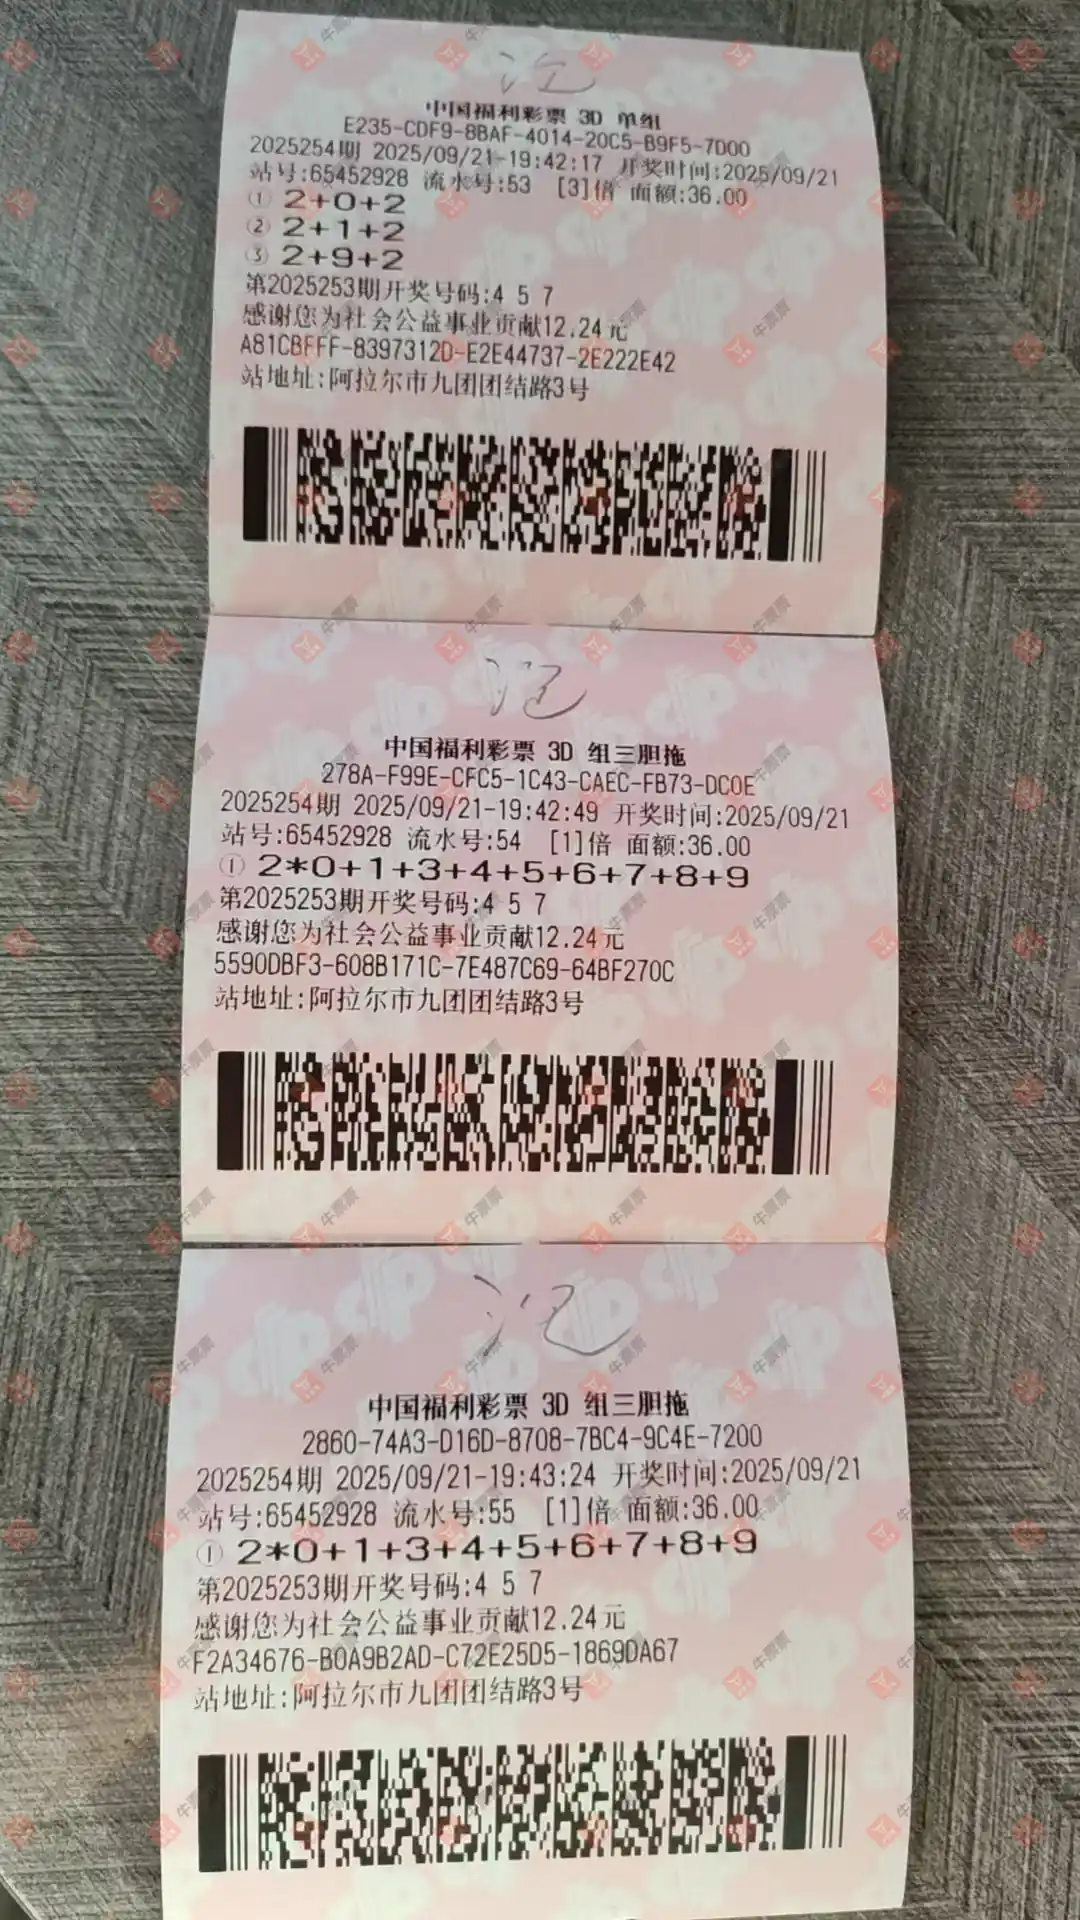 泡
中国福利彩票 3D 单组
E235-CDF9-8BAF-4014-20C5-B9F5-7D00
2025254期 2025/09/21-19:42:17 开奖时间:2025/09/21
站号:65452928 流水号:53 [3]倍 面额:36.00
① 2+0+2
② 2+1+2
③ 2+9+2
第2025253期开奖号码:4 5 7
感谢您为社会公益事业贡献12.24元
A81CBFFF-8397312D-E2E44737-2E222E42
站地址:阿拉尔市九团团结路3号
泡
中国福利彩票 3D 组三胆拖
278A-F99E-CFC5-1C43-CAEC-FB73-DC0E
2025254期 2025/09/21-19:42:49 开奖时间:2025/09/21
站号:65452928 流水号:54 [1]倍 面额:36.00
① 2*0+1+3+4+5+6+7+8+9
第2025253期开奖号码:4 5 7
感谢您为社会公益事业贡献12.24元
5590DBF3-608B171C-7E487C69-64BF270C
站地址:阿拉尔市九团团结路3号
泡
中国福利彩票 3D 组三胆拖
2860-74A3-D16D-8708-7BC4-9C4E-7200
2025254期 2025/09/21-19:43:24 开奖时间:2025/09/21
站号:65452928 流水号:55 [1]倍 面额:36.00
① 2*0+1+3+4+5+6+7+8+9
第2025253期开奖号码:4 5 7
感谢您为社会公益事业贡献12.24元
F2A34676-B0A9B2AD-C72E25D5-1869DA67
站地址:阿拉尔市九团团结路3号
牛票票